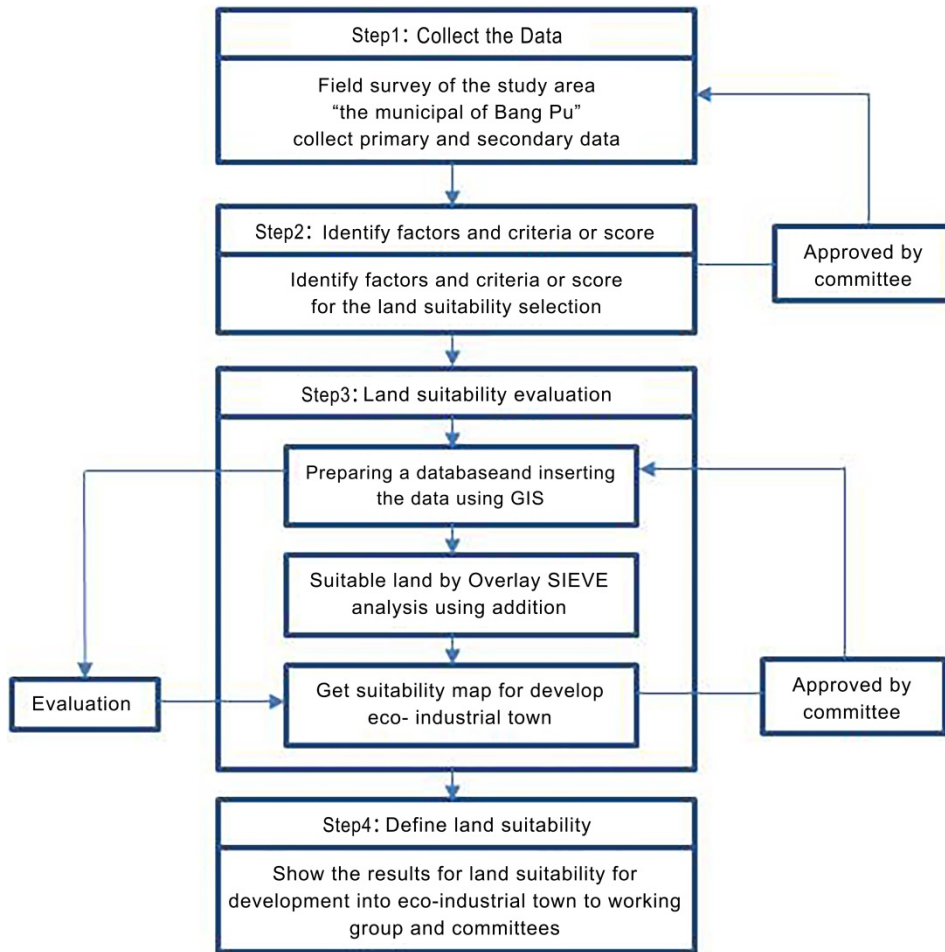 Step1: Collect the Data
Field survey of the study area
“the municipal of Bang Pu”
collect primary and secondary data
Step2: Identify factors and criteria or score
Identify factors and criteria or score
for the land suitability selection
Approved by
committee
Step3: Land suitability evaluation
Preparing a databaseand inserting
the data using GIS
Suitable land by Overlay SIEVE
analysis using addition
Evaluation
Get suitability map for develop
eco- industrial town
Approved by
committee
Step4: Define land suitability
Show the results for land suitability for
development into eco-industrial town to working
group and committees